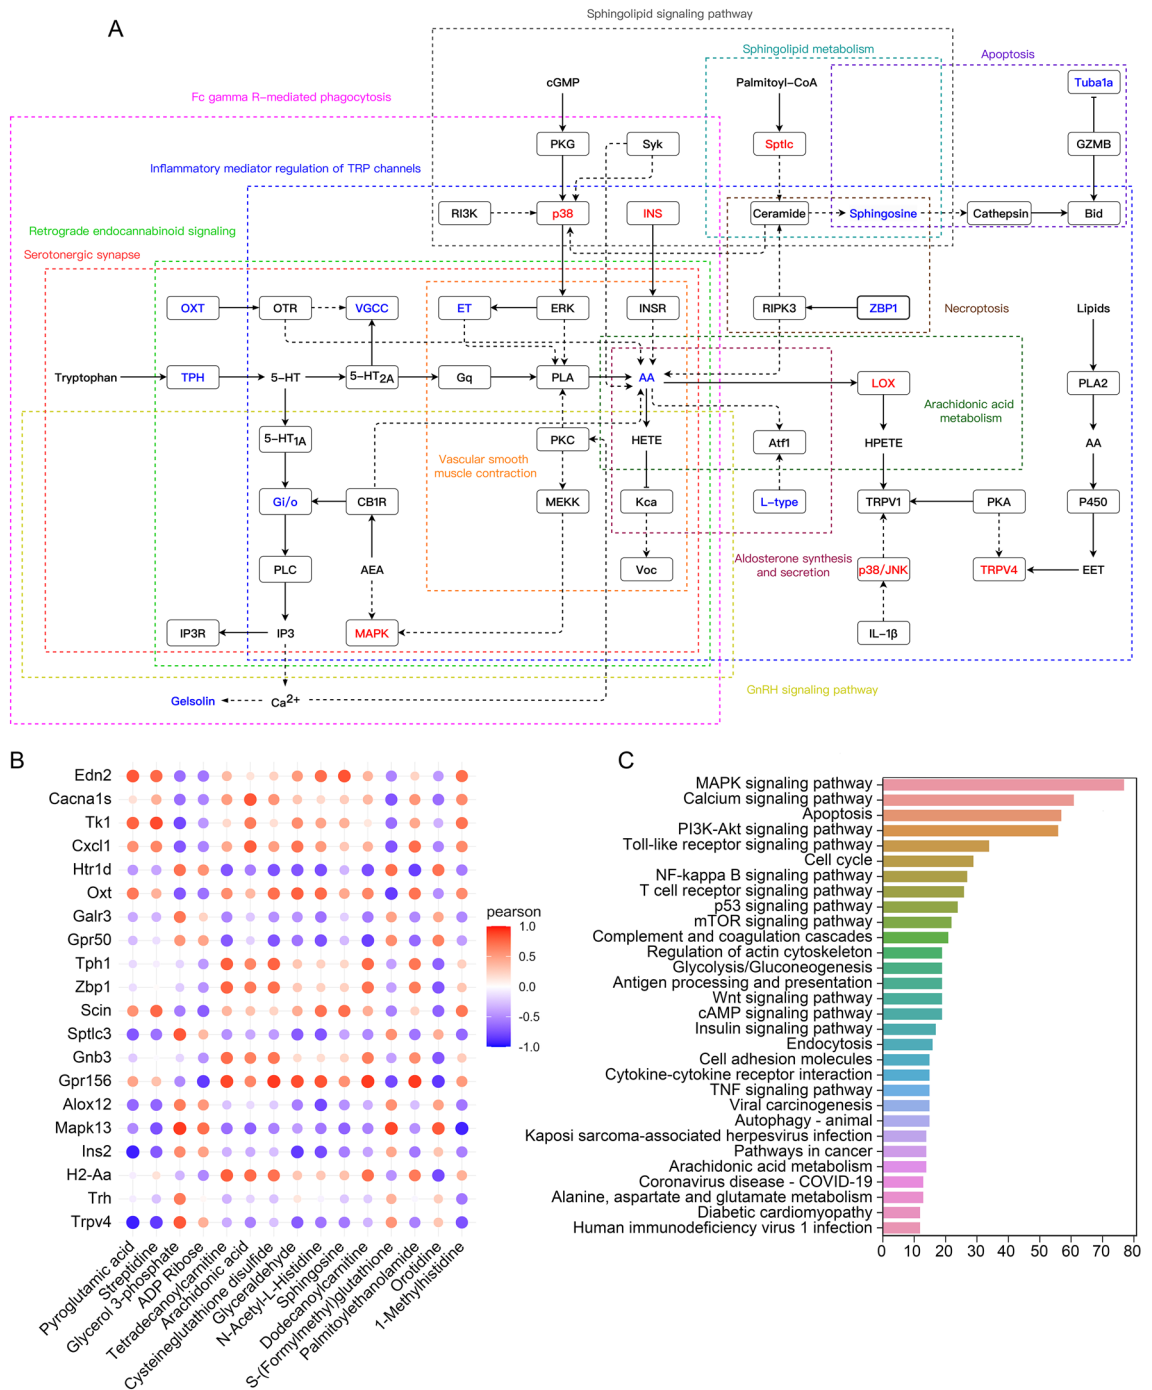 A
Sphingolipid signaling pathway
Sphingolipid metabolism
Apoptosis
cGMP
Palmitoyl-CoA
Tuba1a
Fc gamma R-mediated phagocytosis
PKG
Syk
Sptlc
GZMB
Inflammatory mediator regulation of TRP channels
RI3K
p38
INS
Ceramide
Sphingosine
Cathepsin
Bid
Retrograde endocannabinoid signaling
Serotonergic synapse
OXT
OTR
VGCC
ET
ERK
INSR
RIPK3
ZBP1
Necroptosis
Lipids
Tryptophan
TPH
5-HT
5-HT2A
Gq
PLA
AA
LOX
PLA2
Arachidonic acid
metabolism
5-HT1A
PKC
HETE
Atf1
HPETE
AA
Vascular smooth
muscle contraction
Gi/o
CB1R
MEKK
Kca
L-type
TRPV1
PKA
P450
PLC
AEA
Voc
Aldosterone synthesis
and secretion
p38/JNK
TRPV4
EET
IP3R
IP3
MAPK
IL-1β
GnRH signaling pathway
Gelsolin
Ca2+
B
Edn2
Cacna1s
Tk1
Cxcl1
Htr1d
Oxt
Galr3
Gpr50
Tph1
Zbp1
Scin
Sptlc3
Gnb3
Gpr156
Alox12
Mapk13
Ins2
H2-Aa
Trh
Trpv4
Pyroglutamic acid
Streptidine
Glycerol 3-phosphate
ADP Ribose
Tetradecanoylcarnitine
Arachidonic acid
Cysteineglutathione disulfide
Glyceraldehyde
N-Acetyl-L-Histidine
Sphingosine
Dodecanoylcarnitine
S-(Formylmethyl)glutathione
Palmitoylethanolamide
Orotidine
1-Methylhistidine
pearson
1.0
0.5
0.0
-0.5
-1.0
C
MAPK signaling pathway
Calcium signaling pathway
Apoptosis
PI3K-Akt signaling pathway
Toll-like receptor signaling pathway
Cell cycle
NF-kappa B signaling pathway
T cell receptor signaling pathway
p53 signaling pathway
mTOR signaling pathway
Complement and coagulation cascades
Regulation of actin cytoskeleton
Glycolysis/Gluconeogenesis
Antigen processing and presentation
Wnt signaling pathway
cAMP signaling pathway
Insulin signaling pathway
Endocytosis
Cell adhesion molecules
Cytokine-cytokine receptor interaction
TNF signaling pathway
Viral carcinogenesis
Autophagy - animal
Kaposi sarcoma-associated herpesvirus infection
Pathways in cancer
Arachidonic acid metabolism
Coronavirus disease - COVID-19
Alanine, aspartate and glutamate metabolism
Diabetic cardiomyopathy
Human immunodeficiency virus 1 infection
0 10 20 30 40 50 60 70 80